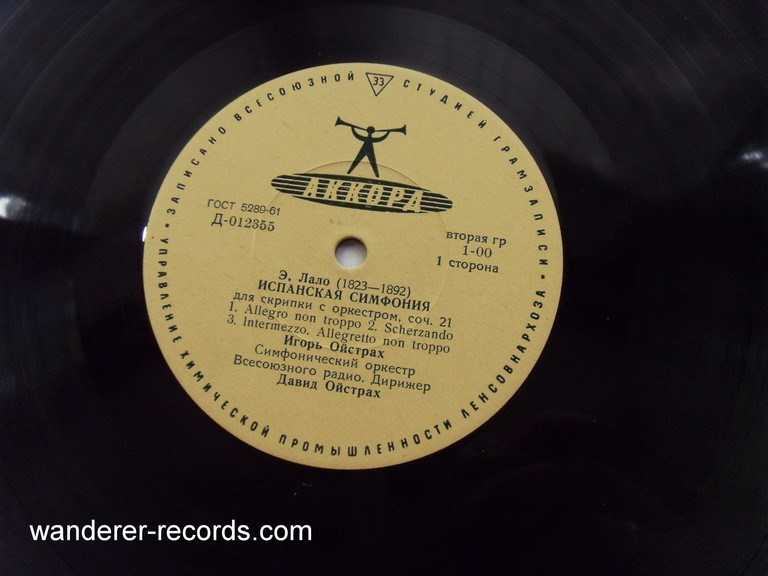 ЗАПИСАНО ВСЕСОЮЗНОЙ 33 СТУДИЕЙ ГРАМЗАПИСИ •
УПРАВЛЕНИЕ ХИМИЧЕСКОЙ ПРОМЫШЛЕННОСТИ ЛЕНСОВНАРХОЗА •
АККОРД
ГОСТ 5289-61
Д-012355
вторая гр
1-00
1 сторона
Э. Лало (1823—1892)
ИСПАНСКАЯ СИМФОНИЯ
для скрипки с оркестром, соч. 21
1. Allegro non troppo 2. Scherzando
3. Intermezzo. Allegretto non troppo
Игорь Ойстрах
Симфонический оркестр
Всесоюзного радио. Дирижер
Давид Ойстрах
wanderer-records.com